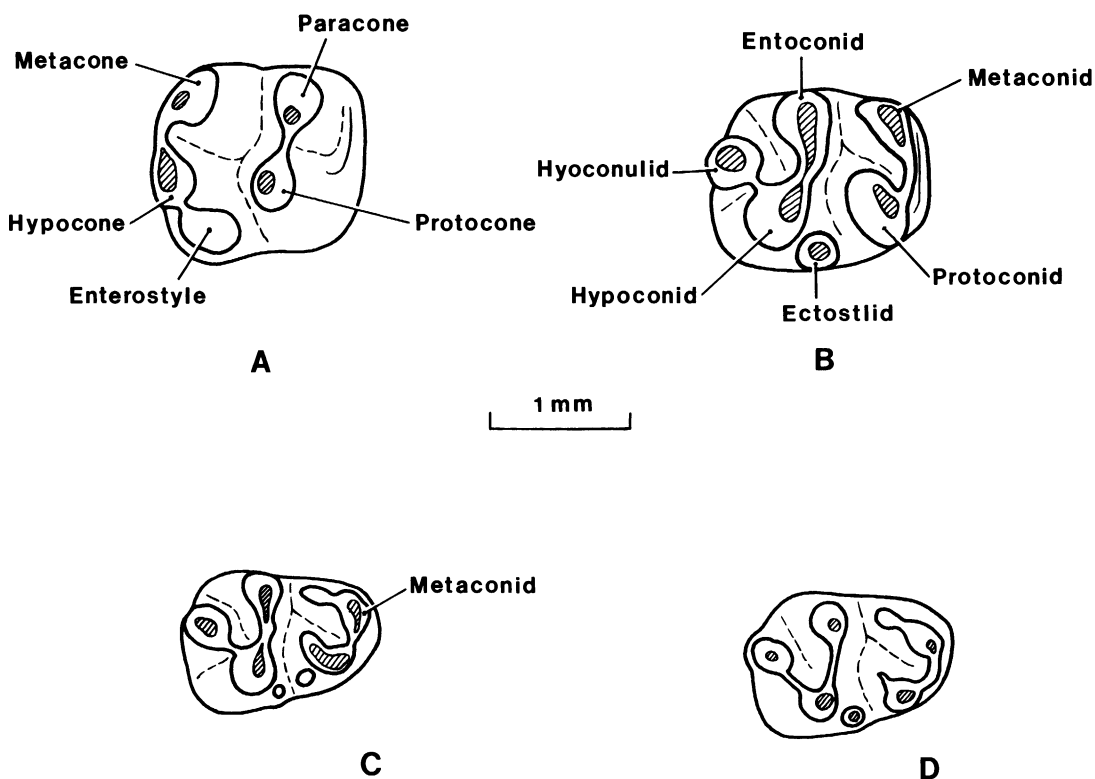 Paracone
Metacone
Hypocone
Protocone
Enterostyle
A
Entoconid
Metaconid
Hyoconulid
Hypoconid
Protoconid
Ectostlid
B
1 mm
Metaconid
C
D